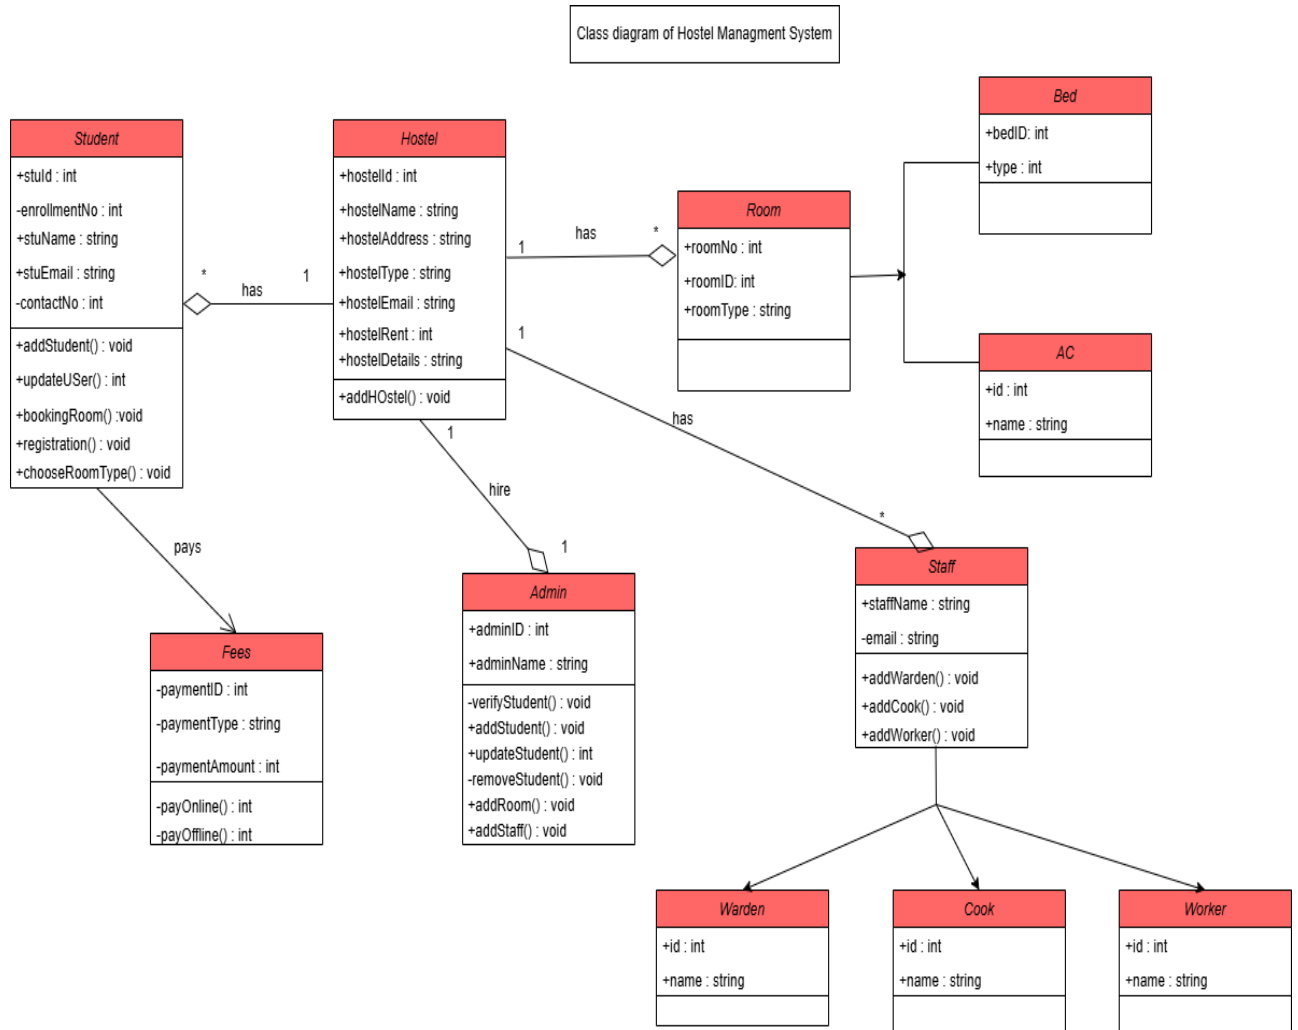 Class diagram of Hostel Managment System
Student
+stuId : int
-enrollmentNo : int
+stuName : string
+stuEmail : string
-contactNo : int
+addStudent() : void
+updateUSer() : int
+bookingRoom() :void
+registration() : void
+chooseRoomType() : void
*
has
1
Hostel
+hostelId : int
+hostelName : string
+hostelAddress : string
+hostelType : string
+hostelEmail : string
+hostelRent : int
+hostelDetails : string
+addHOstel() : void
1
has
*
Room
+roomNo : int
+roomID: int
+roomType : string
Bed
+bedID: int
+type : int
AC
+id : int
+name : string
1
has
*
1
hire
1
pays
Fees
-paymentID : int
-paymentType : string
-paymentAmount : int
-payOnline() : int
-payOffline() : int
Admin
+adminID : int
+adminName : string
-verifyStudent() : void
+addStudent() : void
+updateStudent() : int
-removeStudent() : void
+addRoom() : void
+addStaff() : void
Staff
+staffName : string
-email : string
+addWarden() : void
+addCook() : void
+addWorker() : void
Warden
+id : int
+name : string
Cook
+id : int
+name : string
Worker
+id : int
+name : string